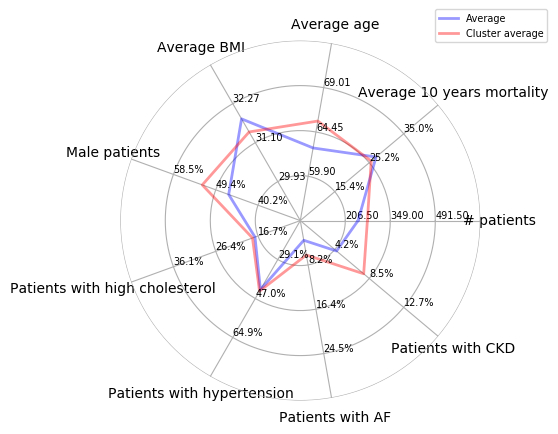 Average
Cluster average
Average age
Average BMI
Average 10 years mortality
Male patients
# patients
Patients with high cholesterol
Patients with CKD
Patients with hypertension
Patients with AF
69.01
64.45
59.90
32.27
31.10
29.93
35.0%
25.2%
15.4%
58.5%
49.4%
40.2%
206.50
349.00
491.50
16.7%
26.4%
36.1%
4.2%
8.5%
12.7%
29.1%
47.0%
64.9%
8.2%
16.4%
24.5%